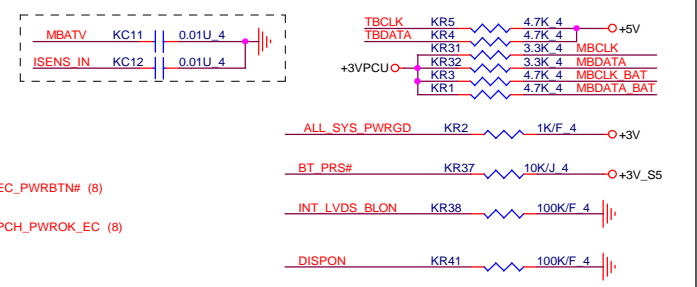 TBCLK KR5 4.7K_4 +5V
TBDATA KR4 4.7K_4
MBATV KC11 0.01U_4
KR31 3.3K_4 MBCLK
ISENS_IN KC12 0.01U_4
+3VPCU KR32 3.3K_4 MBDATA
KR3 4.7K_4 MBCLK_BAT
KR1 4.7K_4 MBDATA_BAT
ALL_SYS_PWRGD KR2 1K/F_4 +3V
BT_PRS# KR37 10K/J_4 +3V_S5
EC_PWRBTN# (8)
INT_LVDS_BLON KR38 100K/F_4
PCH_PWROK_EC (8)
DISPON KR41 100K/F_4